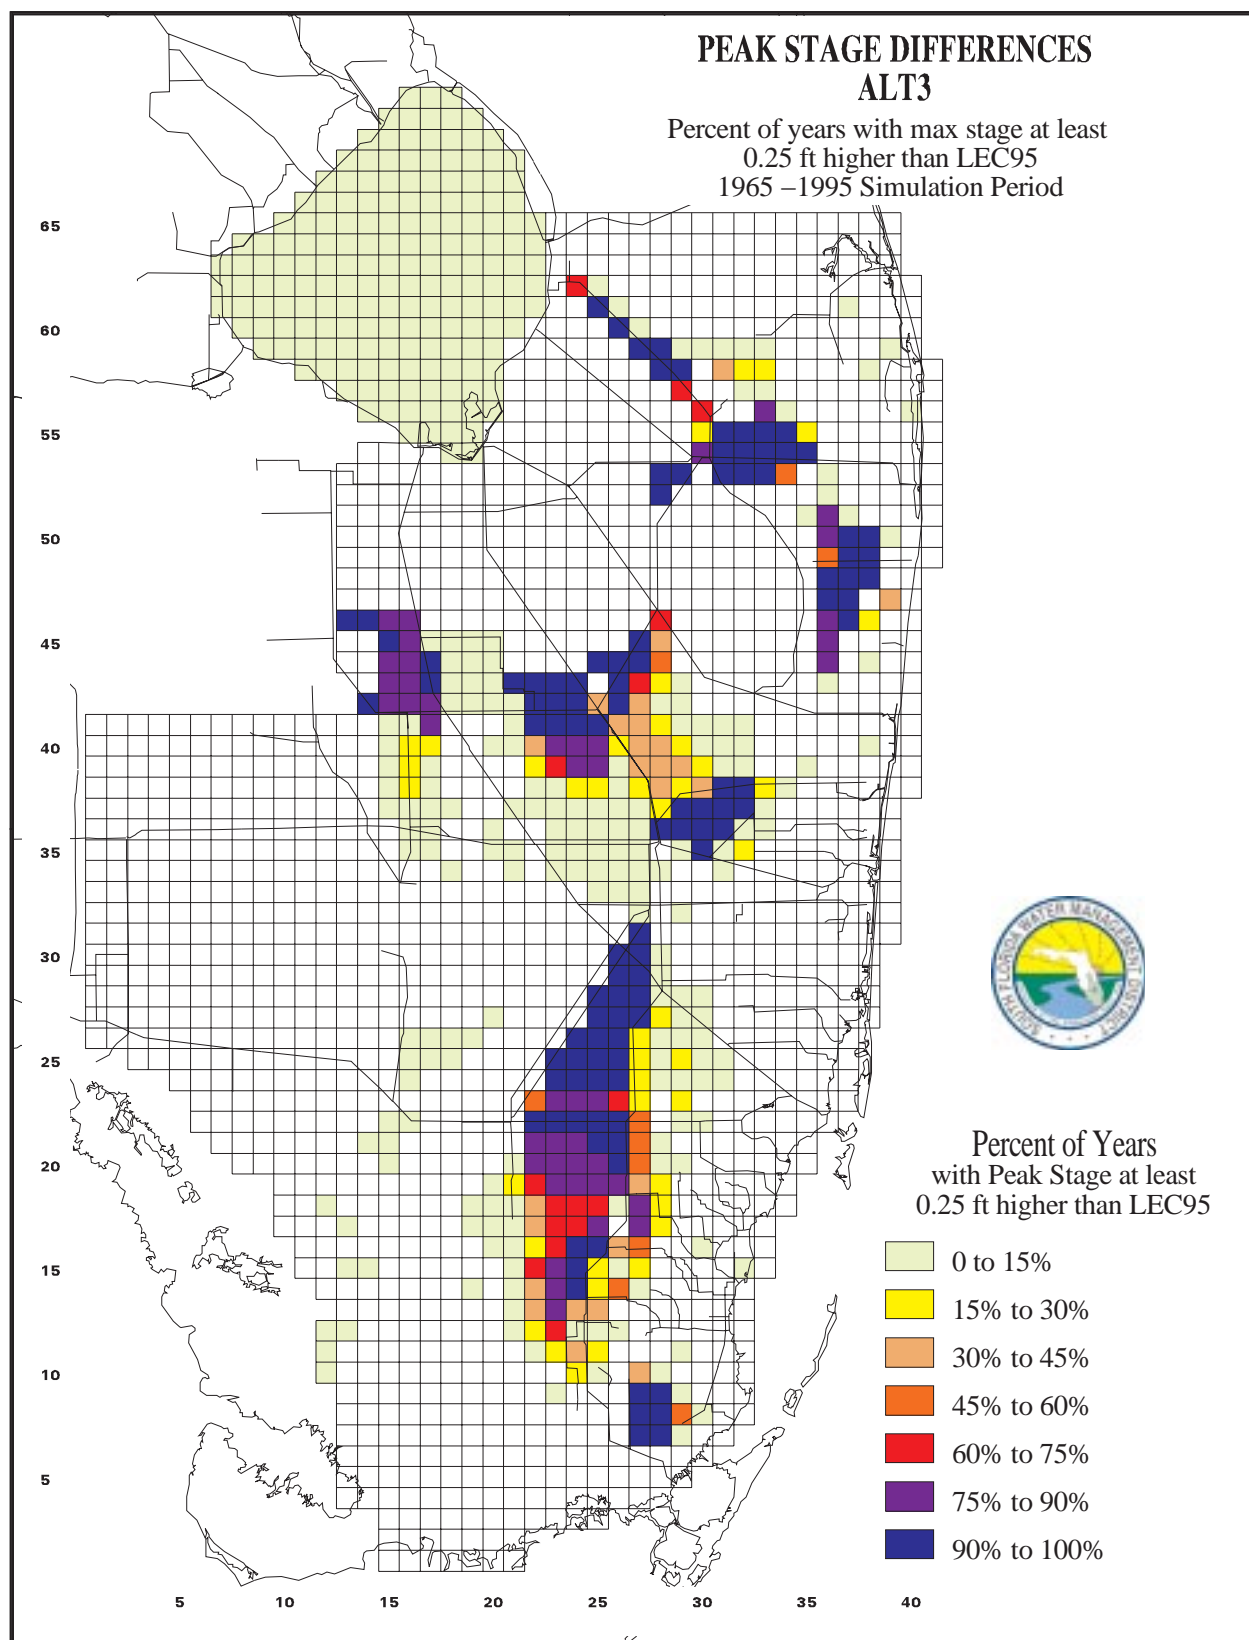 PEAK STAGE DIFFERENCES
ALT3
Percent of years with max stage at least
0.25 ft higher than LEC95
1965 –1995 Simulation Period
65
60
55
50
45
40
35
30
25
20
15
10
5
SOUTH FLORIDA WATER MANAGEMENT DISTRICT
Percent of Years
with Peak Stage at least
0.25 ft higher than LEC95
0 to 15%
15% to 30%
30% to 45%
45% to 60%
60% to 75%
75% to 90%
90% to 100%
5 10 15 20 25 30 35 40
“